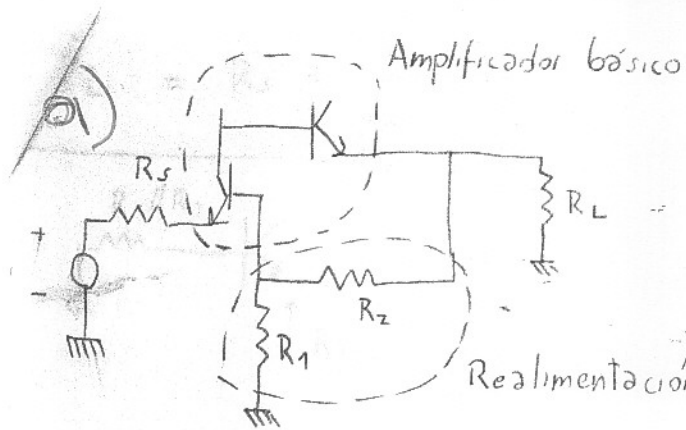 a)
Amplificador básico
Rs
+
-
RL
R2
R1
Realimentación